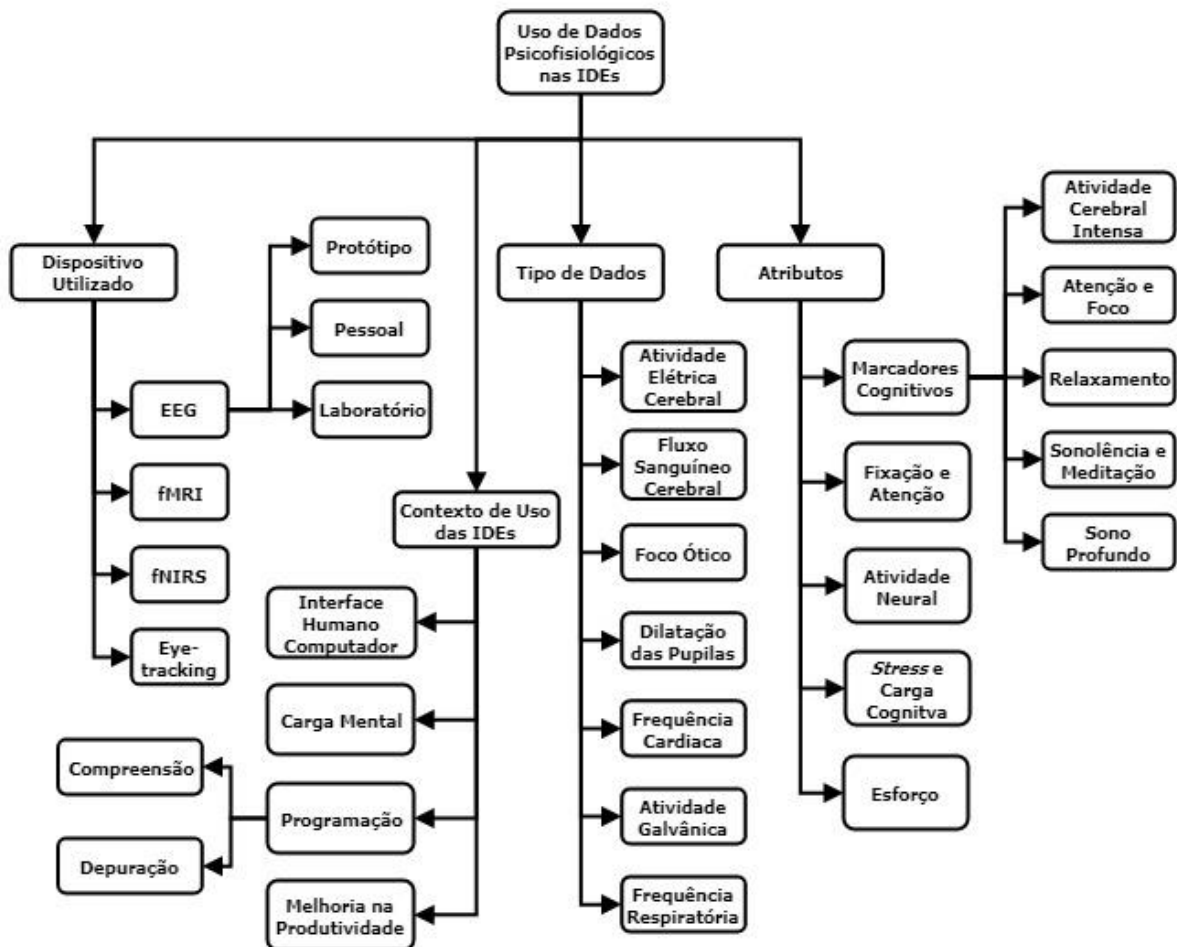 Uso de Dados
Psicofisiológicos
nas IDEs
Dispositivo
Utilizado
EEG
Protótipo
Pessoal
Laboratório
fMRI
fNIRS
Eye-
tracking
Contexto de Uso
das IDEs
Interface
Humano
Computador
Carga Mental
Programação
Compreensão
Depuração
Melhoria na
Produtividade
Tipo de Dados
Atividade
Elétrica
Cerebral
Fluxo
Sanguíneo
Cerebral
Foco Ótico
Dilatação
das Pupilas
Frequência
Cardiaca
Atividade
Galvânica
Frequência
Respiratória
Atributos
Marcadores
Cognitivos
Atividade
Cerebral
Intensa
Atenção e
Foco
Relaxamento
Sonolência e
Meditação
Sono
Profundo
Fixação e
Atenção
Atividade
Neural
Stress e
Carga
Cognitva
Esforço